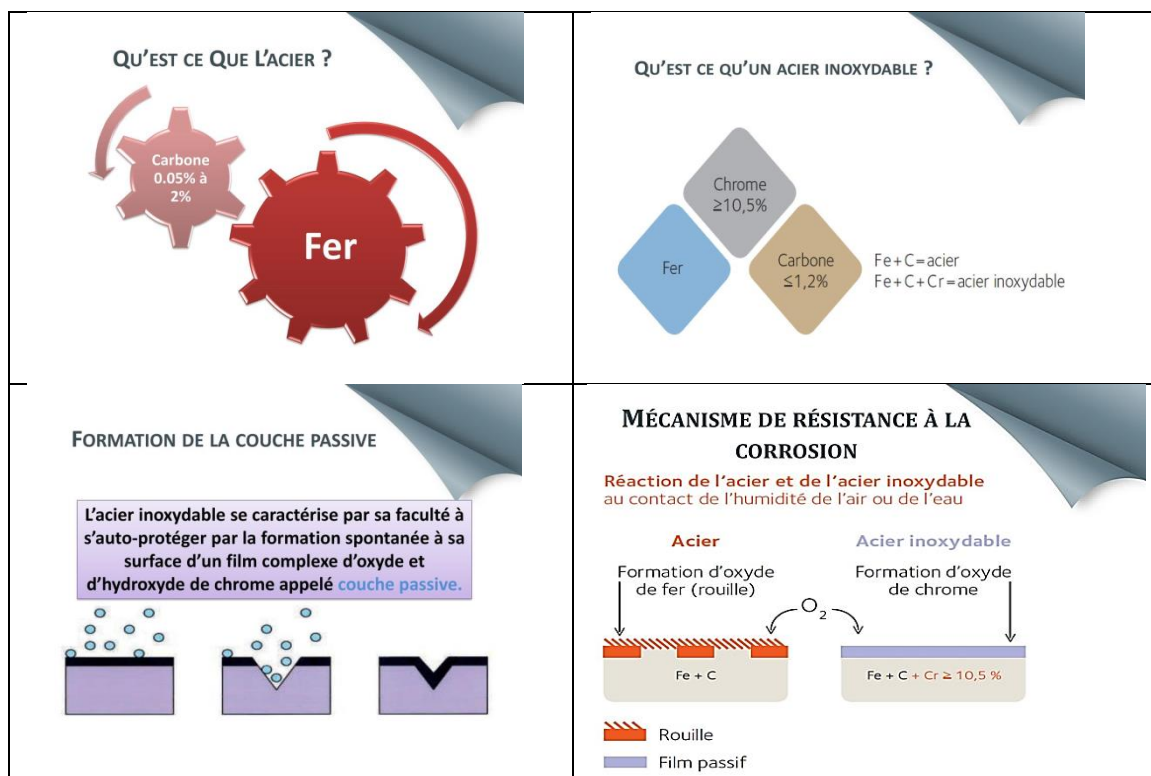 QU'EST CE QUE L'ACIER ?
Carbone
0.05% à
2%
Fer
QU'EST CE QU'UN ACIER INOXYDABLE ?
Chrome
≥10,5%
Fer
Carbone
≤1,2%
Fe+C=acier
Fe+C+Cr=acier inoxydable
FORMATION DE LA COUCHE PASSIVE
L'acier inoxydable se caractérise par sa faculté à
s'auto-protéger par la formation spontanée à sa
surface d'un film complexe d'oxyde et
d'hydroxyde de chrome appelé couche passive.
MÉCANISME DE RÉSISTANCE À LA
CORROSION
Réaction de l'acier et de l'acier inoxydable
au contact de l'humidité de l'air ou de l'eau
Acier
Formation d'oxyde
de fer (rouille)
O2
Acier inoxydable
Formation d'oxyde
de chrome
Fe + C
Fe + C + Cr ≥ 10,5 %
Rouille
Film passif